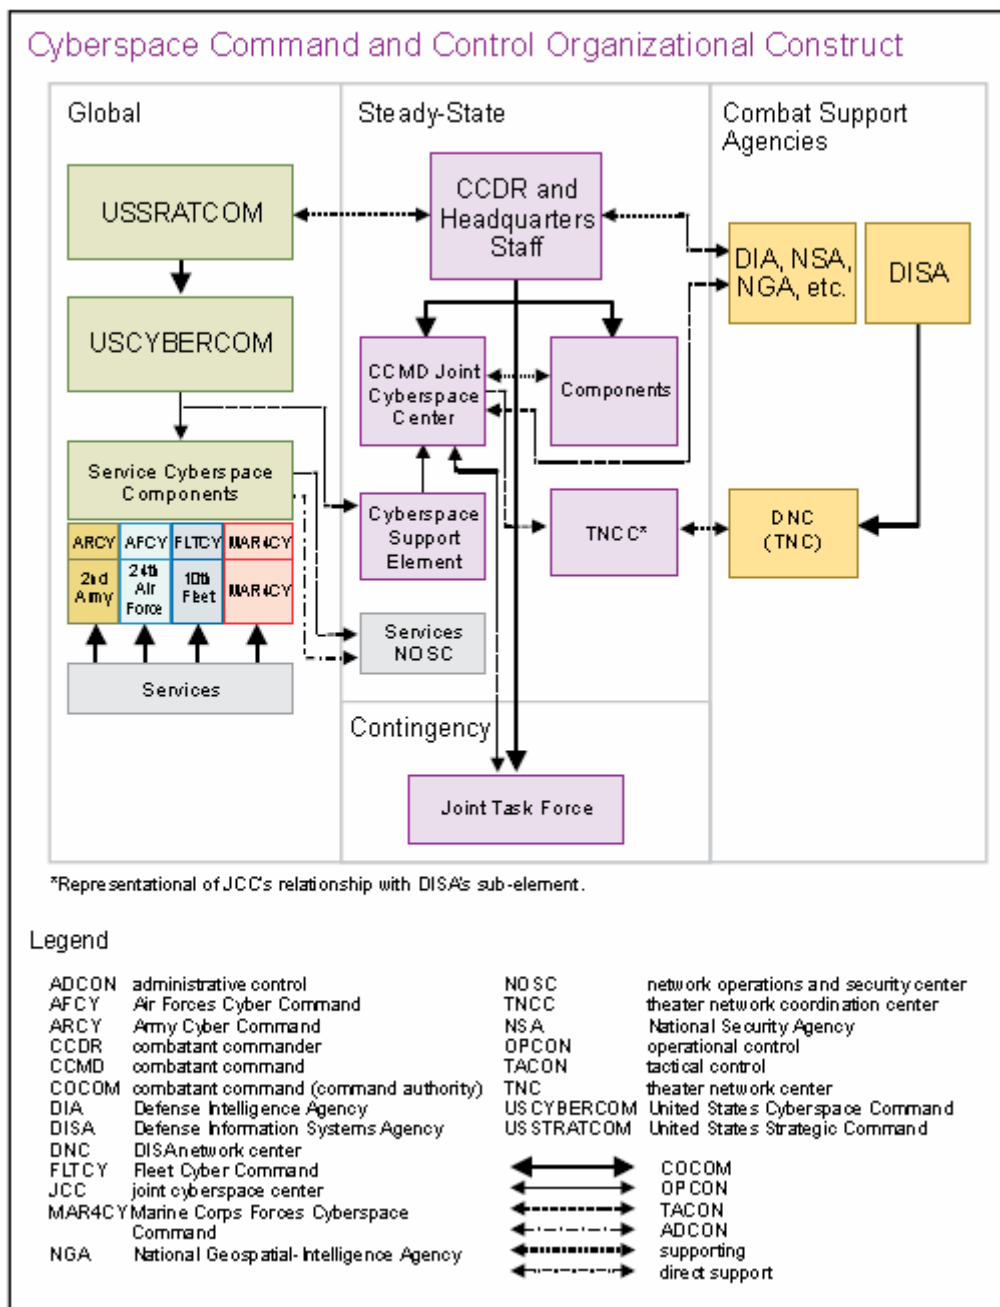 Cyberspace Command and Control Organizational Construct
Global
Steady-State
Combat Support
Agencies
USSRATCOM
CCDR and
Headquarters
Staff
DIA, NSA,
NGA, etc.
DISA
USCYBERCOM
CCMD Joint
Cyberspace
Center
Components
Service Cyberspace
Components
Cyberspace
Support
Element
TNCC*
DNC
(TNC)
ARCY
AFCY
FLTCY
MAR4CY
2nd
Army
24th
Air
Force
10th
Fleet
MAR4CY
Services
NOSC
Services
Contingency
Joint Task Force
*Representational of JCC's relationship with DISA's sub-element.
Legend
ADCON administrative control
AFCY Air Forces Cyber Command
ARCY Army Cyber Command
CCDR combatant commander
CCMD combatant command
COCOM combatant command (command authority)
DIA Defense Intelligence Agency
DISA Defense Information Systems Agency
DNC DISA network center
FLTCY Fleet Cyber Command
JCC joint cyberspace center
MAR4CY Marine Corps Forces Cyberspace
Command
NGA National Geospatial-Intelligence Agency
NOSC network operations and security center
TNCC theater network coordination center
NSA National Security Agency
OPCON operational control
TACON tactical control
TNC theater network center
USCYBERCOM United States Cyberspace Command
USSTRATCOM United States Strategic Command
COCOM
OPCON
TACON
ADCON
supporting
direct support